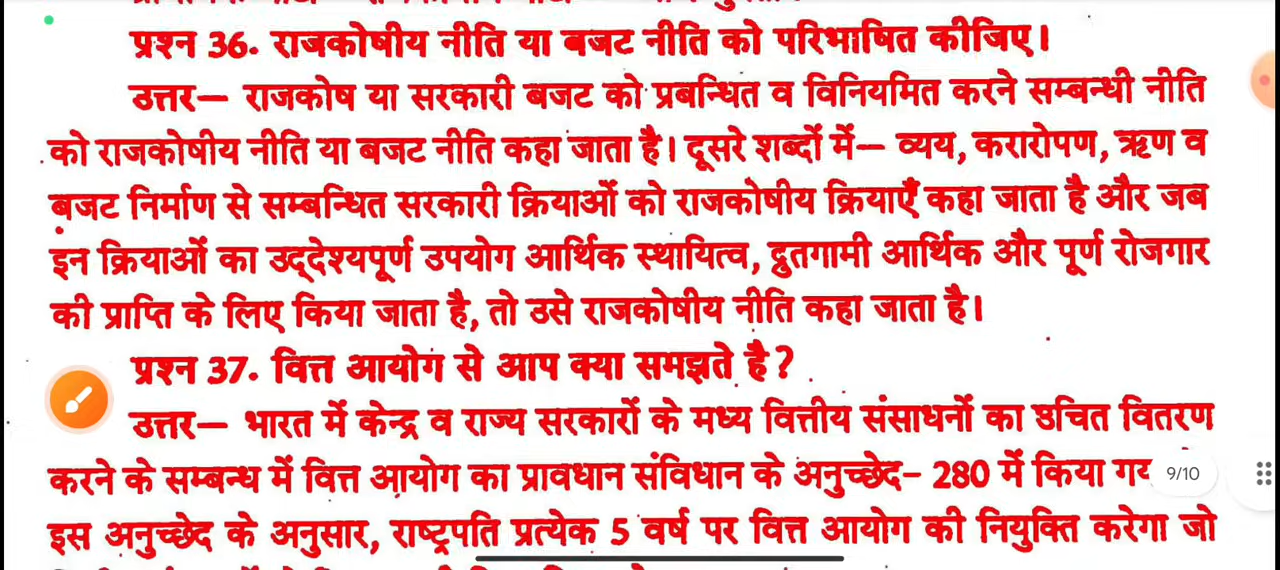 प्रश्न 36. राजकोषीय नीति या बजट नीति को परिभाषित कीजिए।
उत्तर— राजकोष या सरकारी बजट को प्रबन्धित व विनियमित करने सम्बन्धी नीति
को राजकोषीय नीति या बजट नीति कहा जाता है। दूसरे शब्दों में— व्यय, करारोपण, ऋण व
बजट निर्माण से सम्बन्धित सरकारी क्रियाओं को राजकोषीय क्रियाएँ कहा जाता है और जब
इन क्रियाओं का उद्देश्यपूर्ण उपयोग आर्थिक स्थायित्व, द्रुतगामी आर्थिक और पूर्ण रोजगार
की प्राप्ति के लिए किया जाता है, तो उसे राजकोषीय नीति कहा जाता है।
प्रश्न 37. वित्त आयोग से आप क्या समझते है?
उत्तर— भारत में केन्द्र व राज्य सरकारों के मध्य वित्तीय संसाधनों का उचित वितरण
करने के सम्बन्ध में वित्त आयोग का प्रावधान संविधान के अनुच्छेद- 280 में किया
9/10
इस अनुच्छेद के अनुसार, राष्ट्रपति प्रत्येक 5 वर्ष पर वित्त आयोग की नियुक्ति करेगा जो